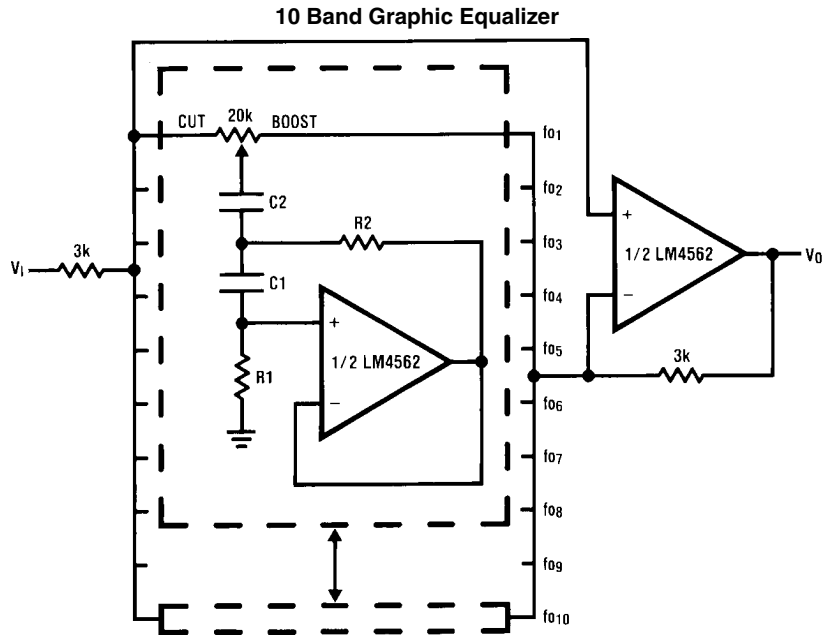 10 Band Graphic Equalizer
CUT 20k BOOST
fo1
C2
fo2
R2
fo3
3k
Vi
C1
+
1/2 LM4562
−
Vo
fo4
+
1/2 LM4562
−
R1
fo5
3k
fo6
fo7
fo8
fo9
fo10